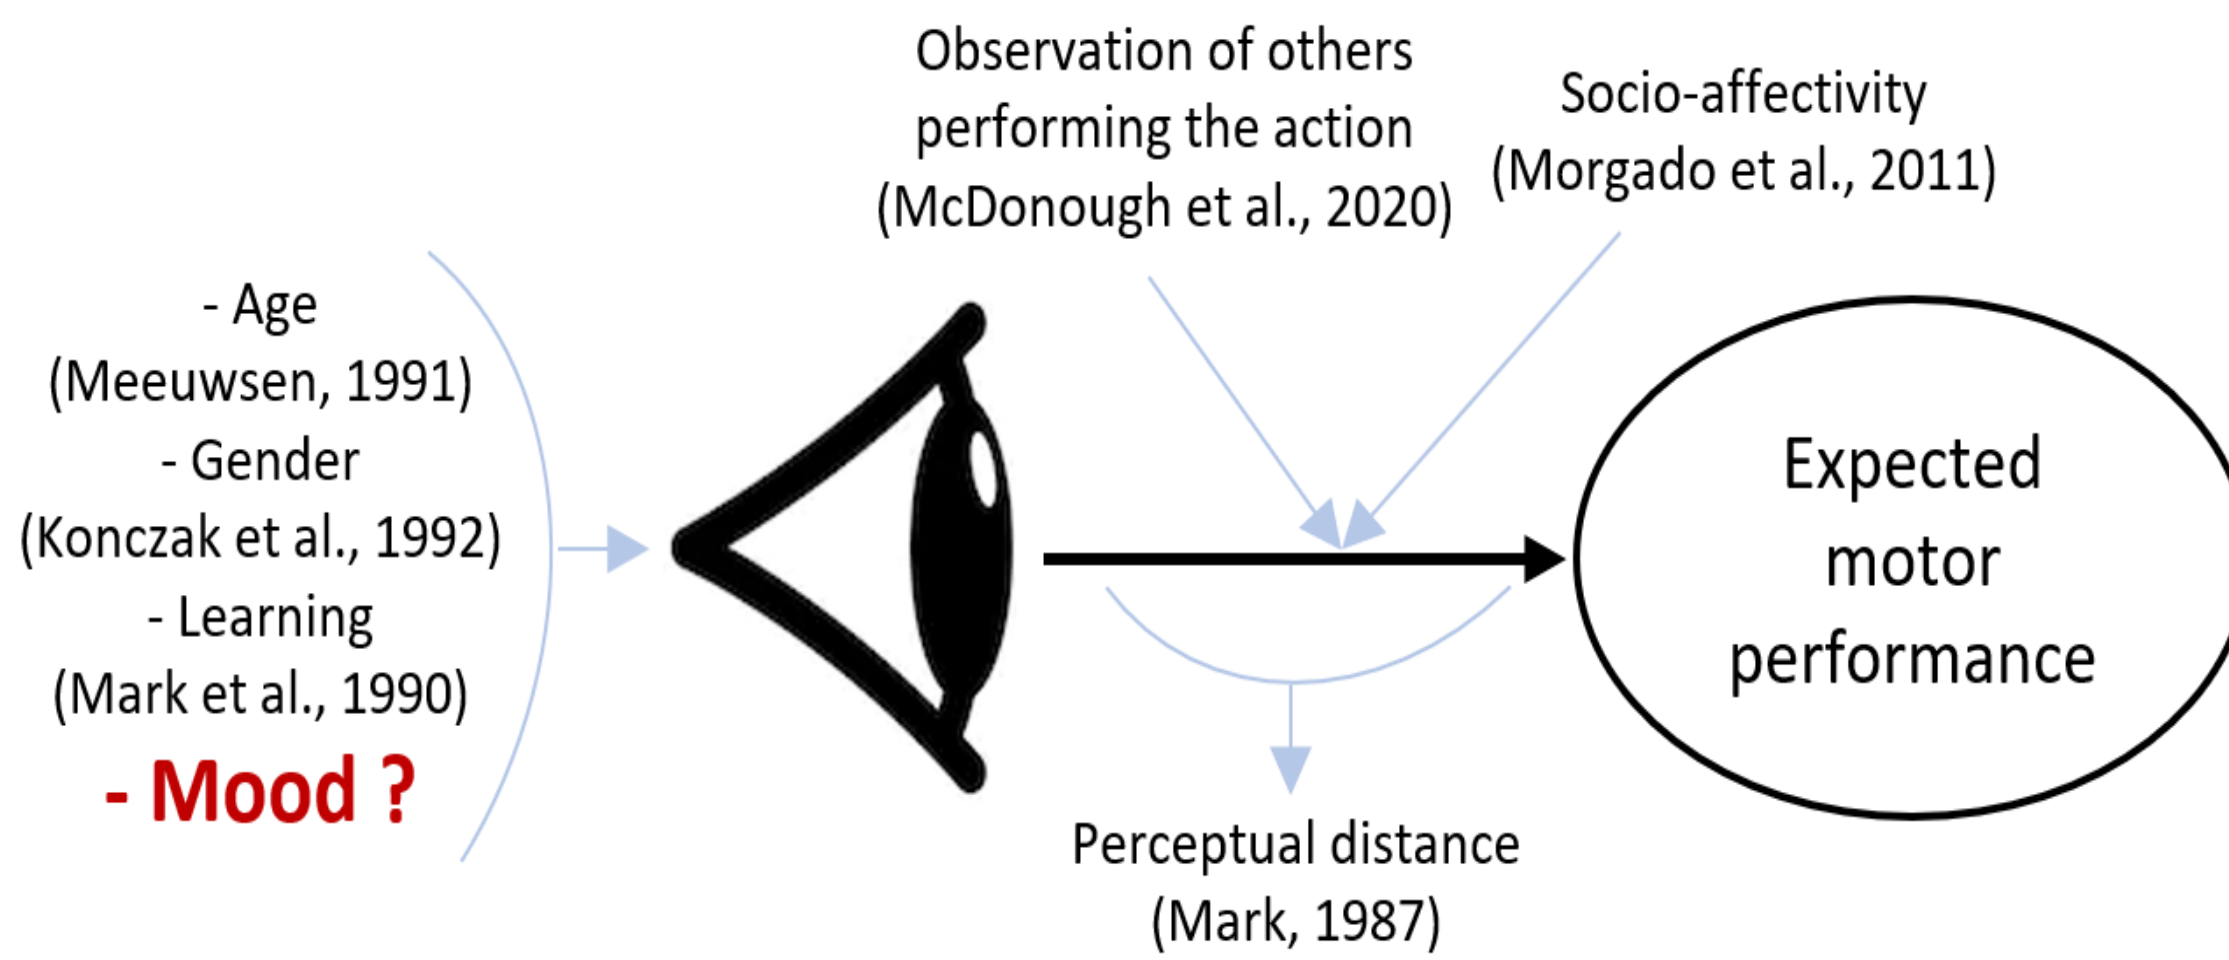 Observation of others
performing the action
(McDonough et al., 2020)
Socio-affectivity
(Morgado et al., 2011)
- Age
(Meeuwsen, 1991)
- Gender
(Konczak et al., 1992)
- Learning
(Mark et al., 1990)
- Mood ?
Expected
motor
performance
Perceptual distance
(Mark, 1987)